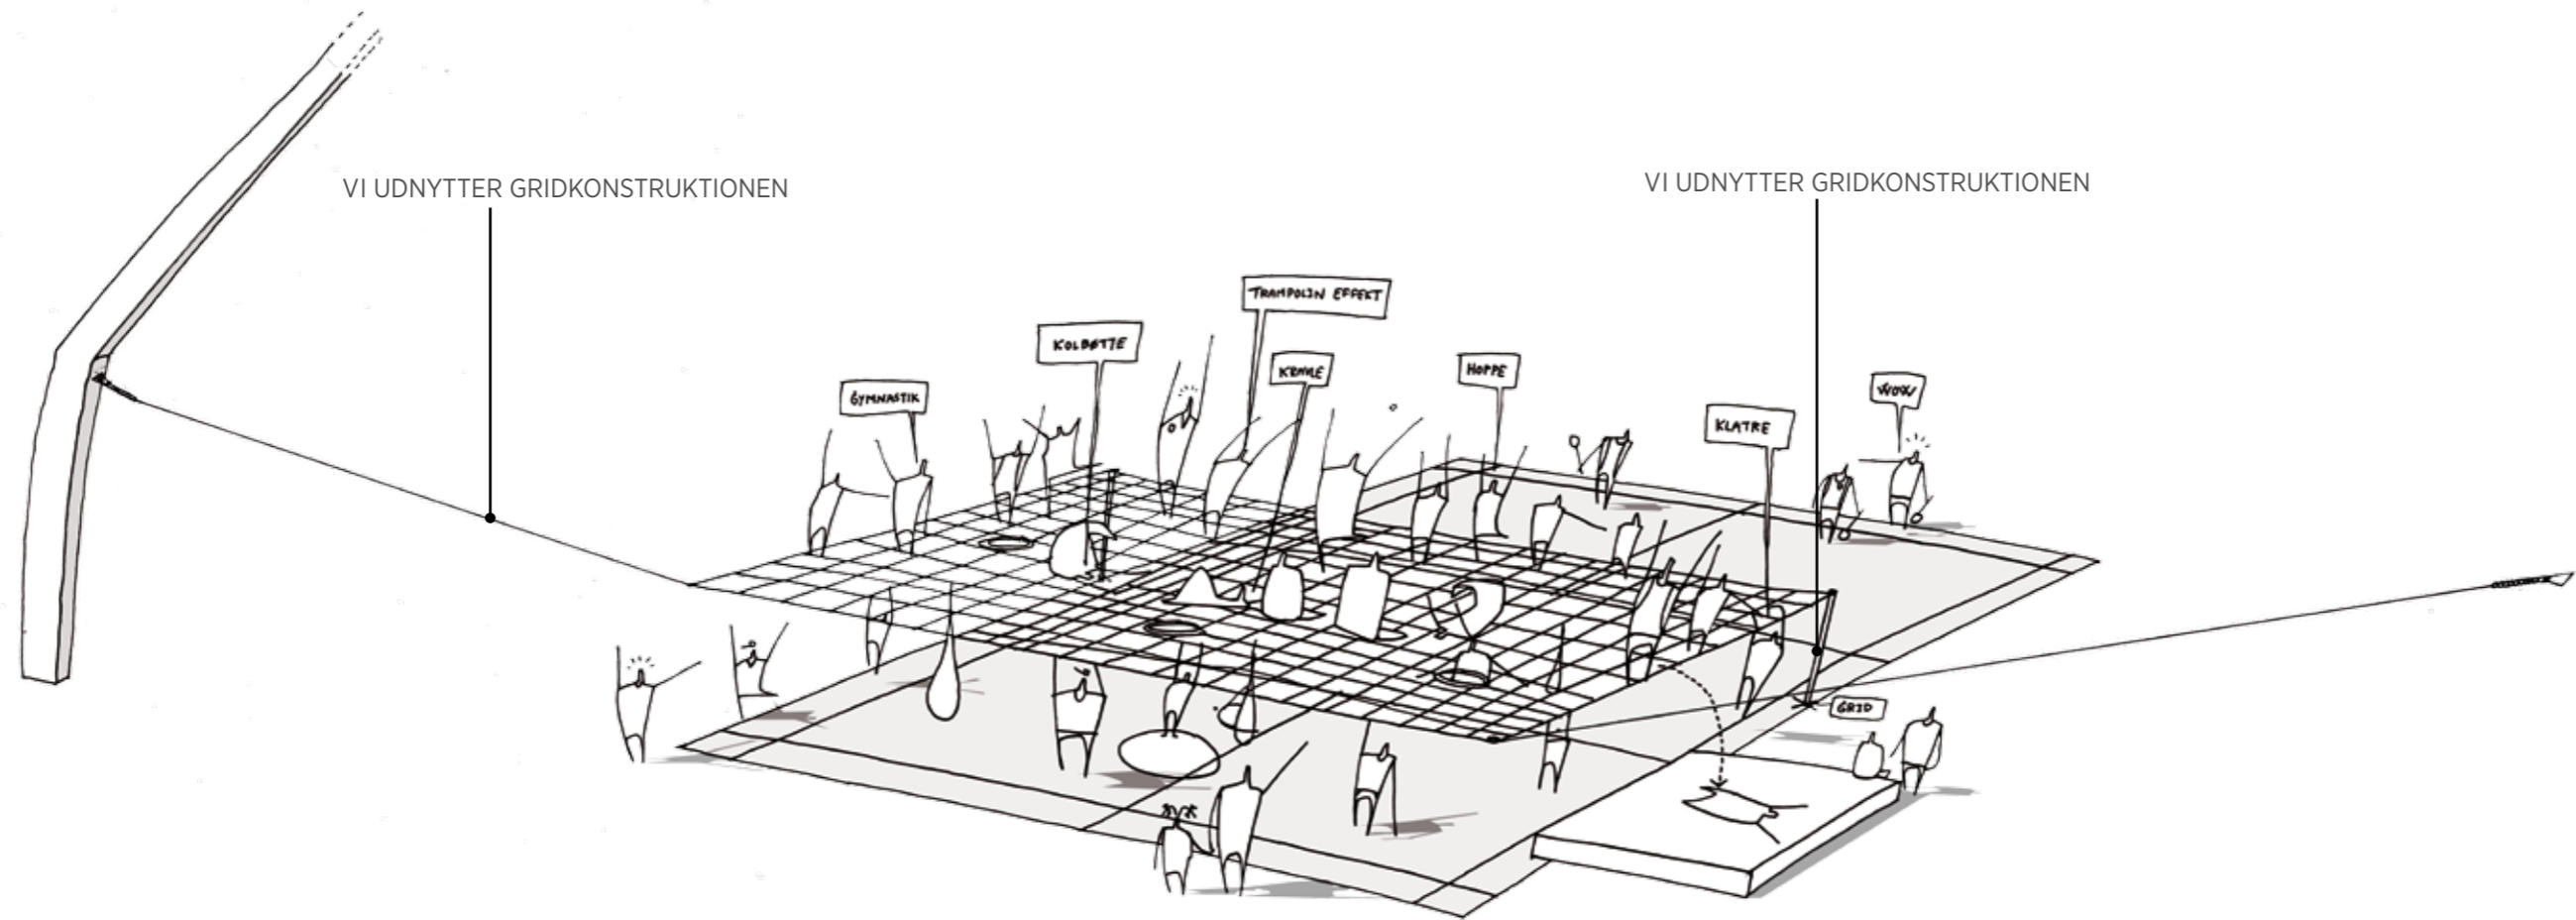 VI UDNYTTER GRIDKONSTRUKTIONEN
VI UDNYTTER GRIDKONSTRUKTIONEN
TRAMPOLIN EFFEKT
KOLBØTTE
KRAVLE
HOPPE
GYMNASTIK
WOW
KLATRE
GRID